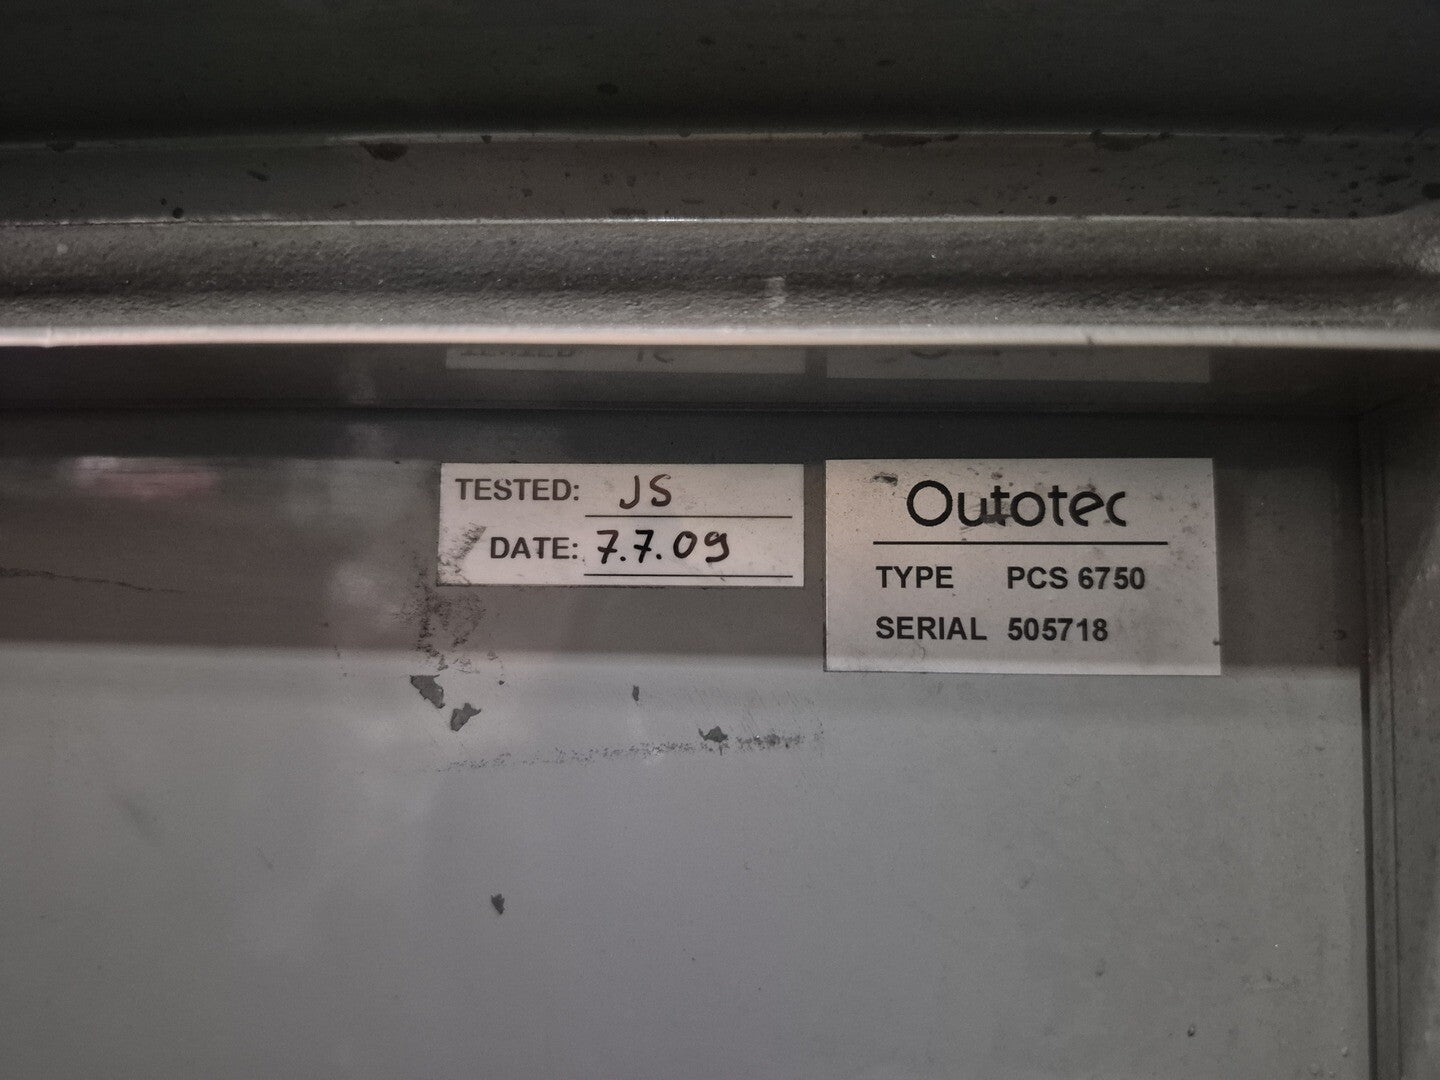 TESTED: JS
DATE: 7.7.09
Outotec
TYPE PCS 6750
SERIAL 505718